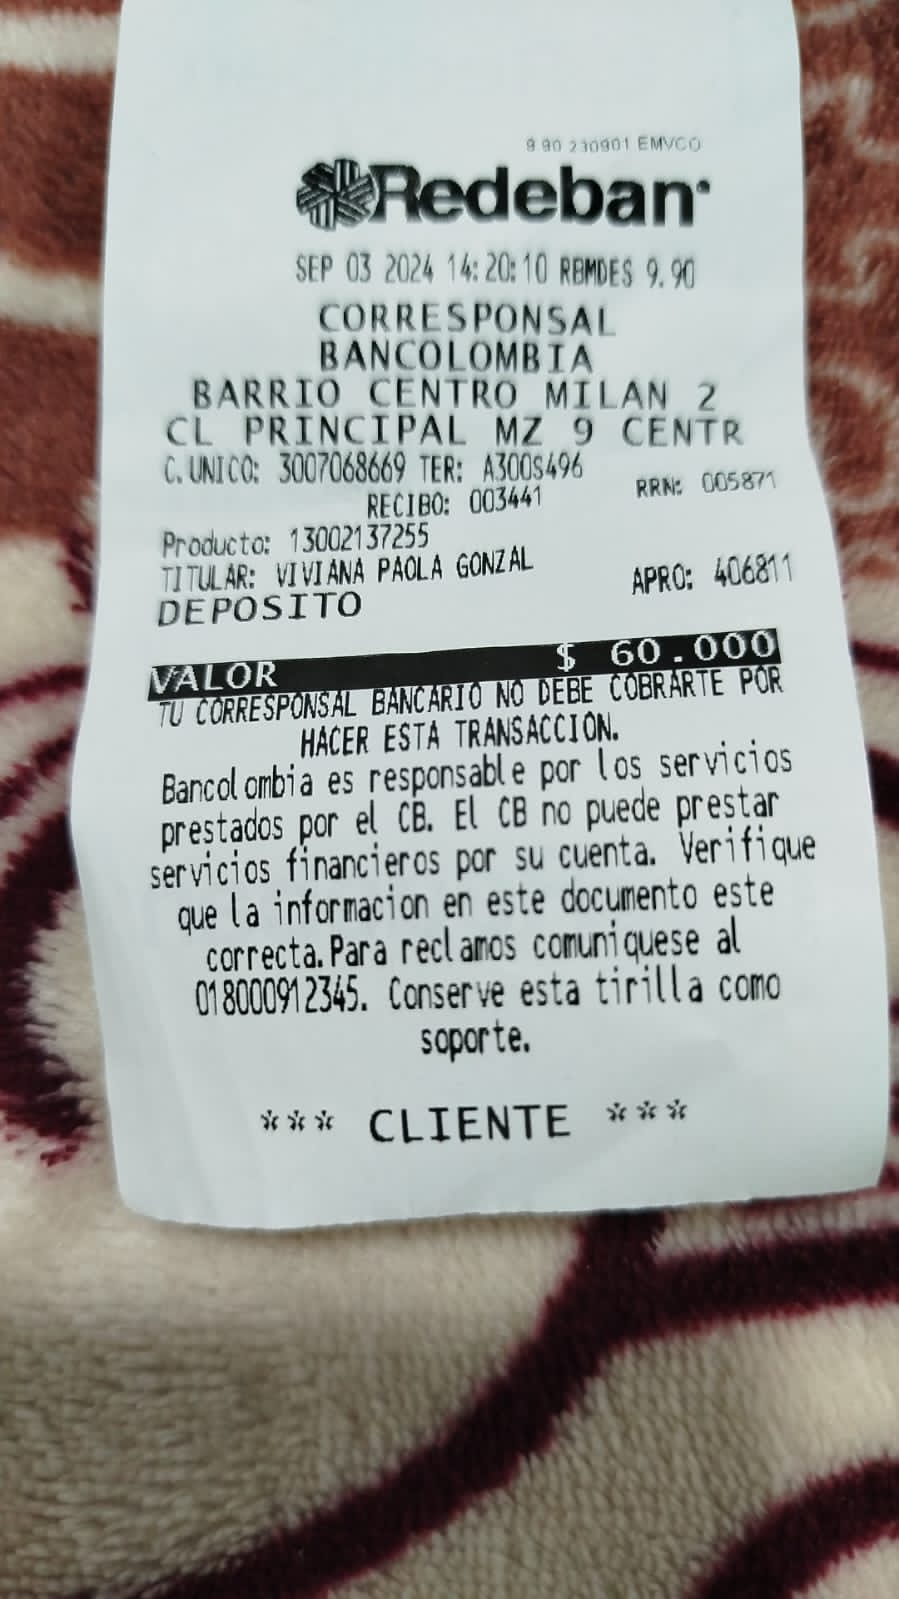 9.90 230901 EMVCO
Redeban
SEP 03 2024 14:20:10 RBMDES 9.90
CORRESPONSAL
BANCOLOMBIA
BARRIO CENTRO MILAN 2
CL PRINCIPAL MZ 9 CENTR
C.UNICO: 3007068669 TER: A300S496
RECIBO: 003441 RRN: 005871
Producto: 13002137255
TITULAR: VIVIANA PAOLA GONZAL
DEPOSITO APRO: 406811
VALOR $ 60.000
TU CORRESPONSAL BANCARIO NO DEBE COBRARTE POR
HACER ESTA TRANSACCION.
Bancolombia es responsable por los servicios
prestados por el CB. El CB no puede prestar
servicios financieros por su cuenta. Verifique
que la informacion en este documento este
correcta.Para reclamos comuniquese al
018000912345. Conserve esta tirilla como
soporte.
*** CLIENTE ***